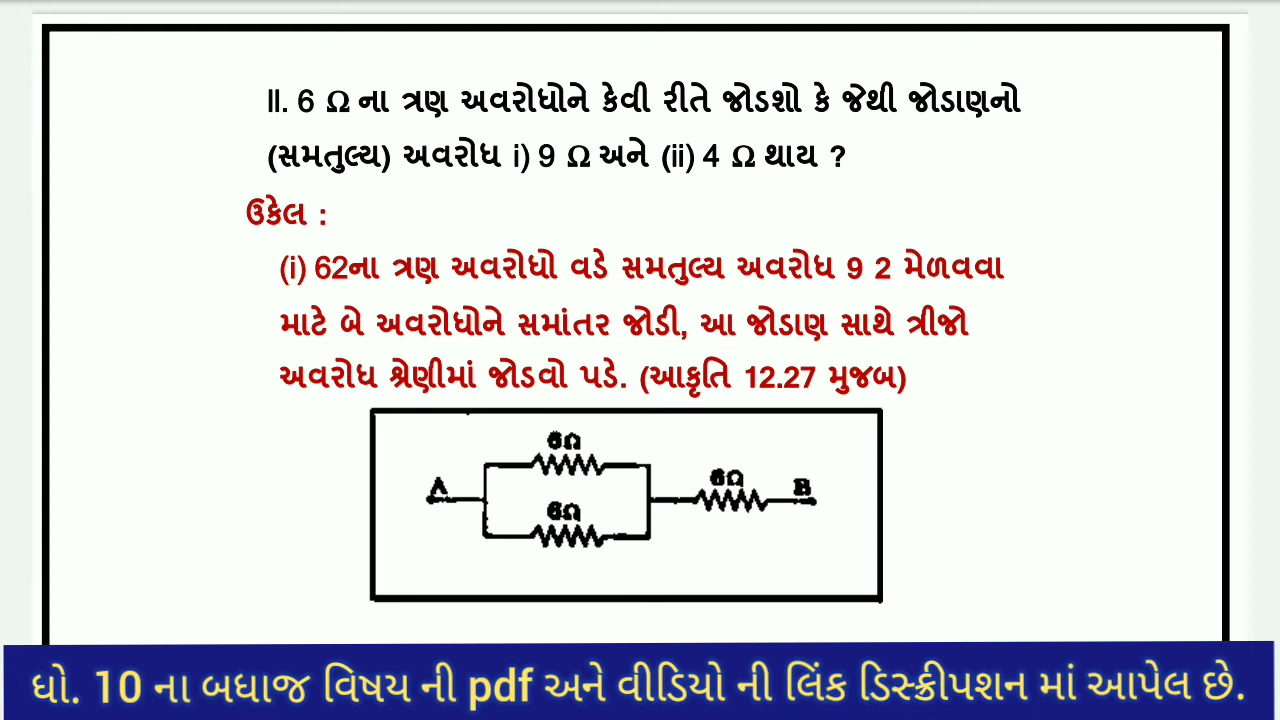 II. 6 Ω ના ત્રણ અવરોધોને કેવી રીતે જોડશો કે જેથી જોડાણનો
(સમતુલ્ય) અવરોધ i) 9 Ω અને (ii) 4 Ω થાય ?
ઉકેલ :
(i) 62ના ત્રણ અવરોધો વડે સમતુલ્ય અવરોધ 9 2 મેળવવા
માટે બે અવરોધોને સમાંતર જોડી, આ જોડાણ સાથે ત્રીજો
અવરોધ શ્રેણીમાં જોડવો પડે. (આકૃતિ 12.27 મુજબ)
6Ω
A
6Ω
6Ω
B
ધો. 10 ના બધાજ વિષય ની pdf અને વીડિયો ની લિંક ડિસ્ક્રીપશન માં આપેલ છે.